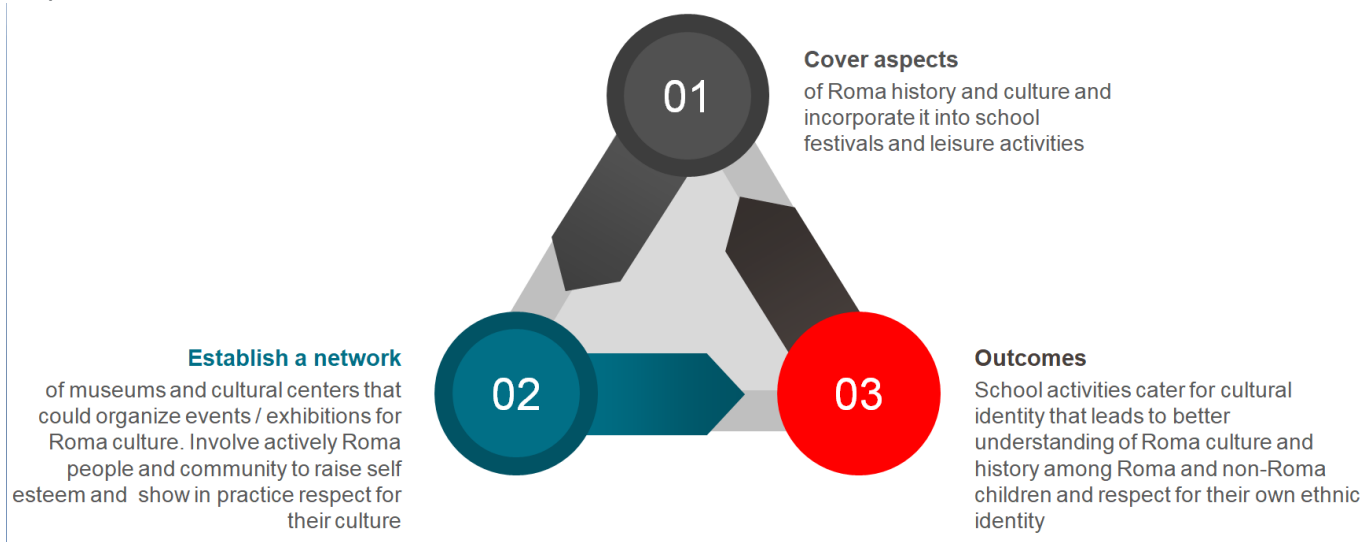 01
Cover aspects
of Roma history and culture and
incorporate it into school
festivals and leisure activities
02
Establish a network
of museums and cultural centers that
could organize events / exhibitions for
Roma culture. Involve actively Roma
people and community to raise self
esteem and  show in practice respect for
their culture
03
Outcomes
School activities cater for cultural
identity that leads to better
understanding of Roma culture and
history among Roma and non-Roma
children and respect for their own ethnic
identity